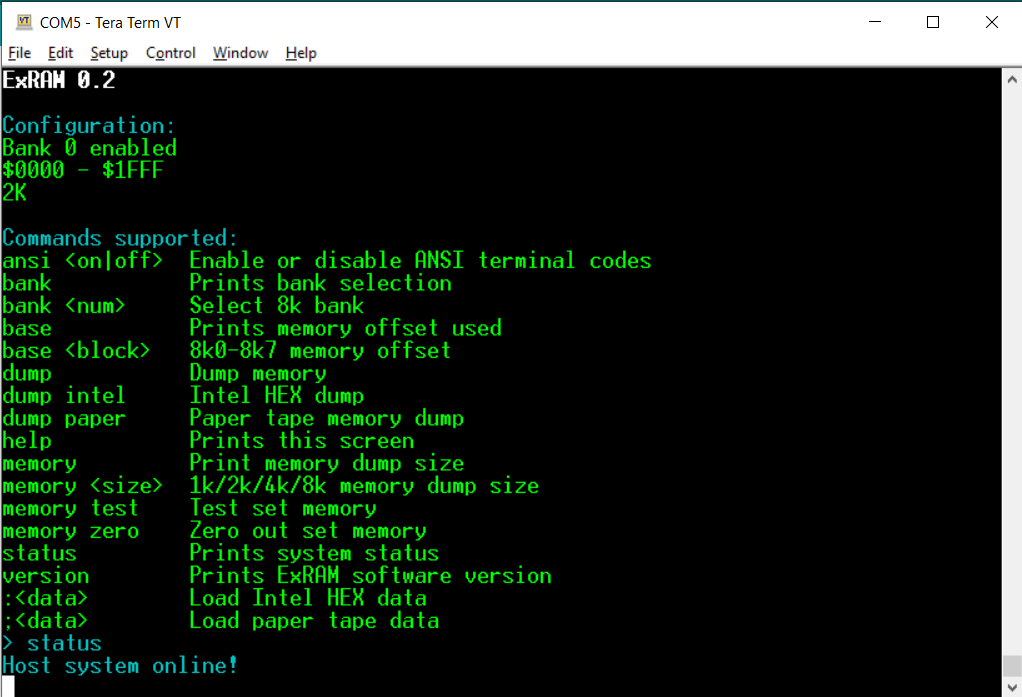 COM5 - Tera Term VT
File Edit Setup Control Window Help
ExRAM 0.2
Configuration:
Bank 0 enabled
$0000 - $1FFF
2K
Commands supported:
ansi <on|off> Enable or disable ANSI terminal codes
bank Prints bank selection
bank <num> Select 8k bank
base Prints memory offset used
base <block> 8k0-8k7 memory offset
dump Dump memory
dump intel Intel HEX dump
dump paper Paper tape memory dump
help Prints this screen
memory Print memory dump size
memory <size> 1k/2k/4k/8k memory dump size
memory test Test set memory
memory zero Zero out set memory
status Prints system status
version Prints ExRAM software version
:<data> Load Intel HEX data
;<data> Load paper tape data
> status
Host system online!